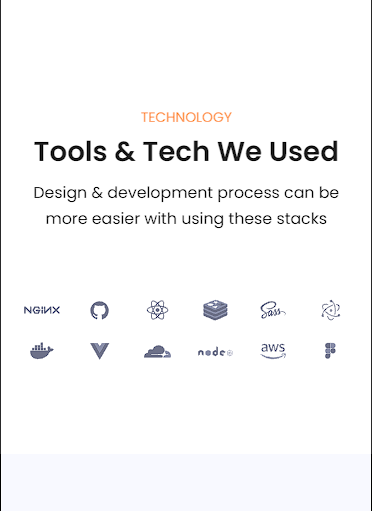 TECHNOLOGY
Tools & Tech We Used
Design & development process can be
more easier with using these stacks
NGINX
Sass
node
aws